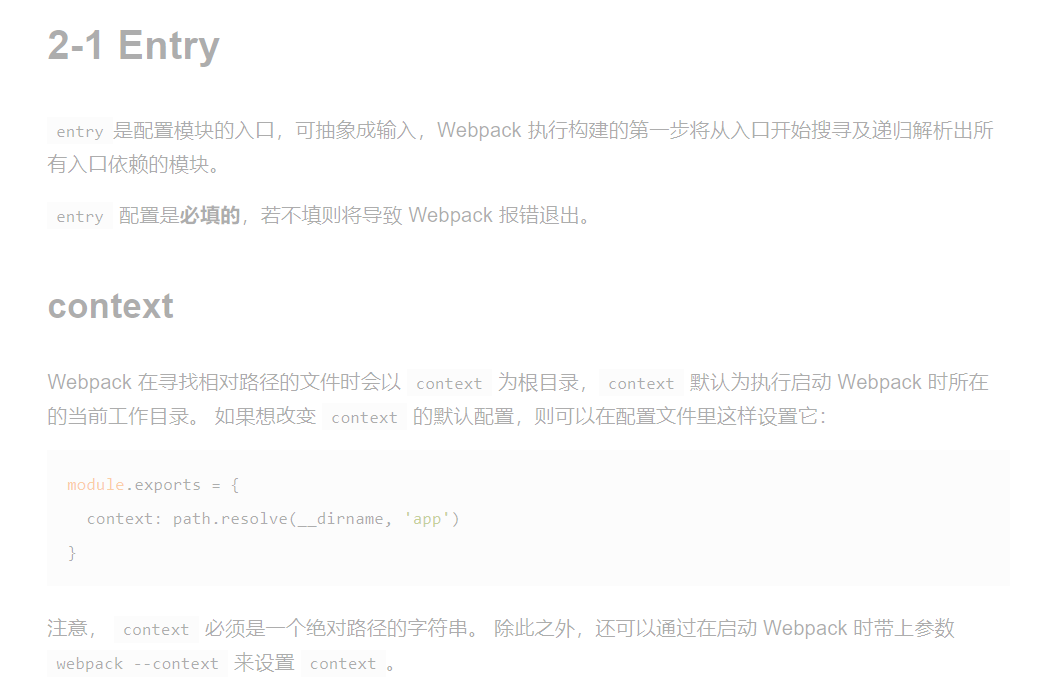 2-1 Entry
entry 是配置模块的入口，可抽象成输入，Webpack 执行构建的第一步将从入口开始搜寻及递归解析出所
有入口依赖的模块。
entry 配置是必填的，若不填则将导致 Webpack 报错退出。
context
Webpack 在寻找相对路径的文件时会以 context 为根目录，context 默认为执行启动 Webpack 时所在
的当前工作目录。 如果想改变 context 的默认配置，则可以在配置文件里这样设置它：
module.exports = {
  context: path.resolve(__dirname, 'app')
}
注意， context 必须是一个绝对路径的字符串。 除此之外，还可以通过在启动 Webpack 时带上参数
webpack --context 来设置 context 。